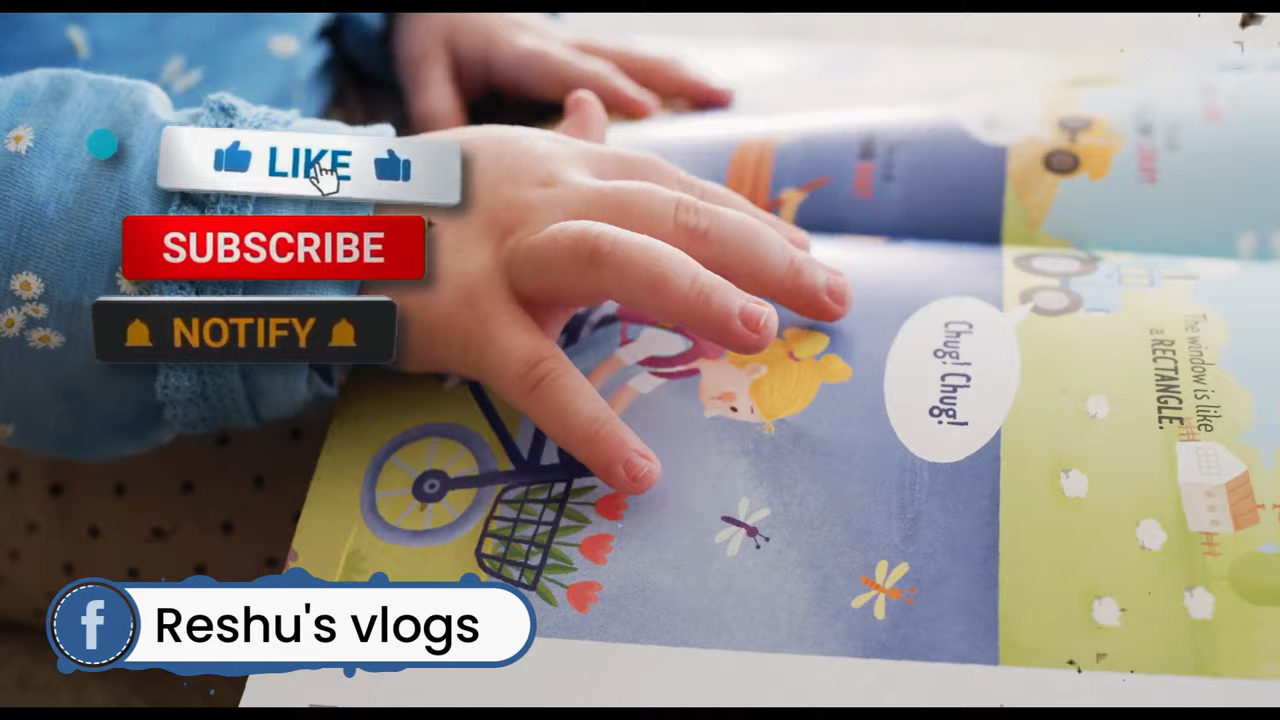 LIKE
SUBSCRIBE
NOTIFY
Chug! Chug!
The window is like
a RECTANGLE.
Reshu's vlogs